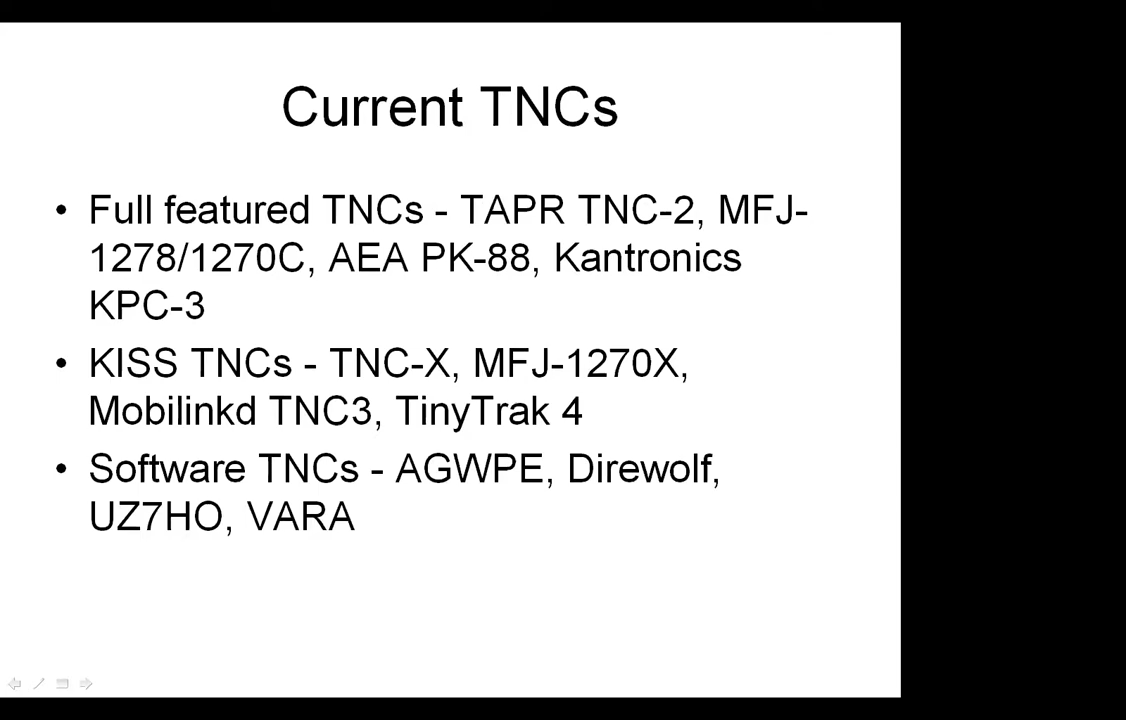 Current TNCs
• Full featured TNCs - TAPR TNC-2, MFJ-
1278/1270C, AEA PK-88, Kantronics
KPC-3
• KISS TNCs - TNC-X, MFJ-1270X,
Mobilinkd TNC3, TinyTrak 4
• Software TNCs - AGWPE, Direwolf,
UZ7HO, VARA